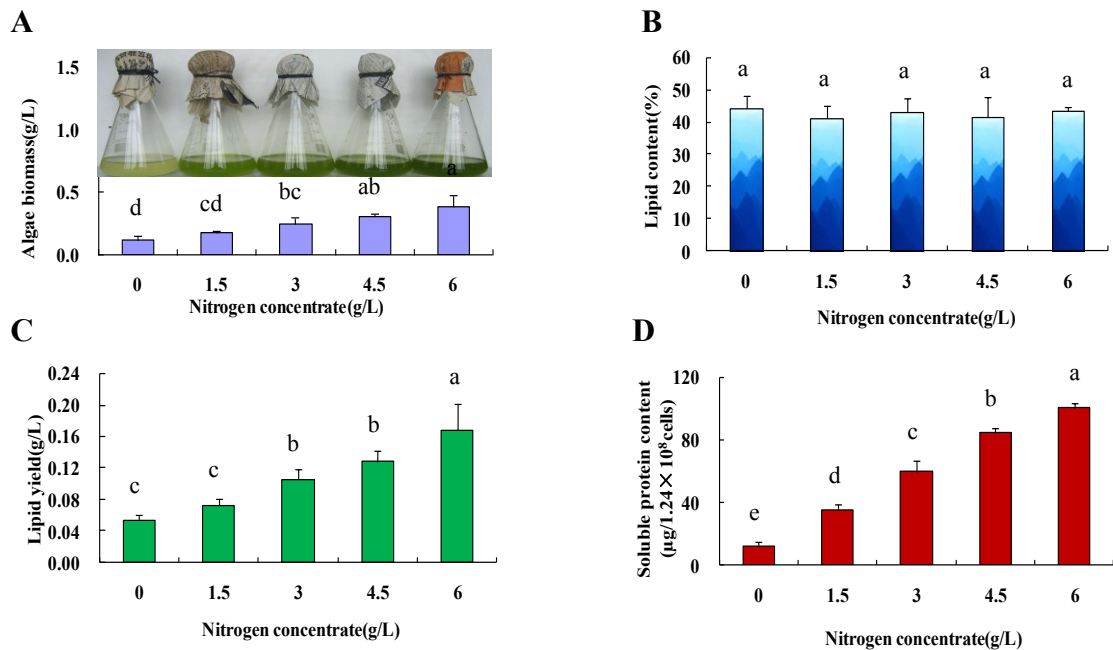 A
1.5
1.0
0.5
0.0
Algae biomass(g/L)
d
cd
bc
ab
a
0 1.5 3 4.5 6
Nitrogen concentrate(g/L)
B
60
50
40
30
20
10
0
Lipid content(%)
a a a a a
0 1.5 3 4.5 6
Nitrogen concentrate(g/L)
C
0.24
0.20
0.16
0.12
0.08
0.04
0.00
Lipid yield(g/L)
c
c
b
b
a
0 1.5 3 4.5 6
Nitrogen concentrate(g/L)
D
120
80
40
0
Soluble protein content
(μg/1.24×10⁸cells)
e
d
c
b
a
0 1.5 3 4.5 6
Nitrogen concentrate(g/L)